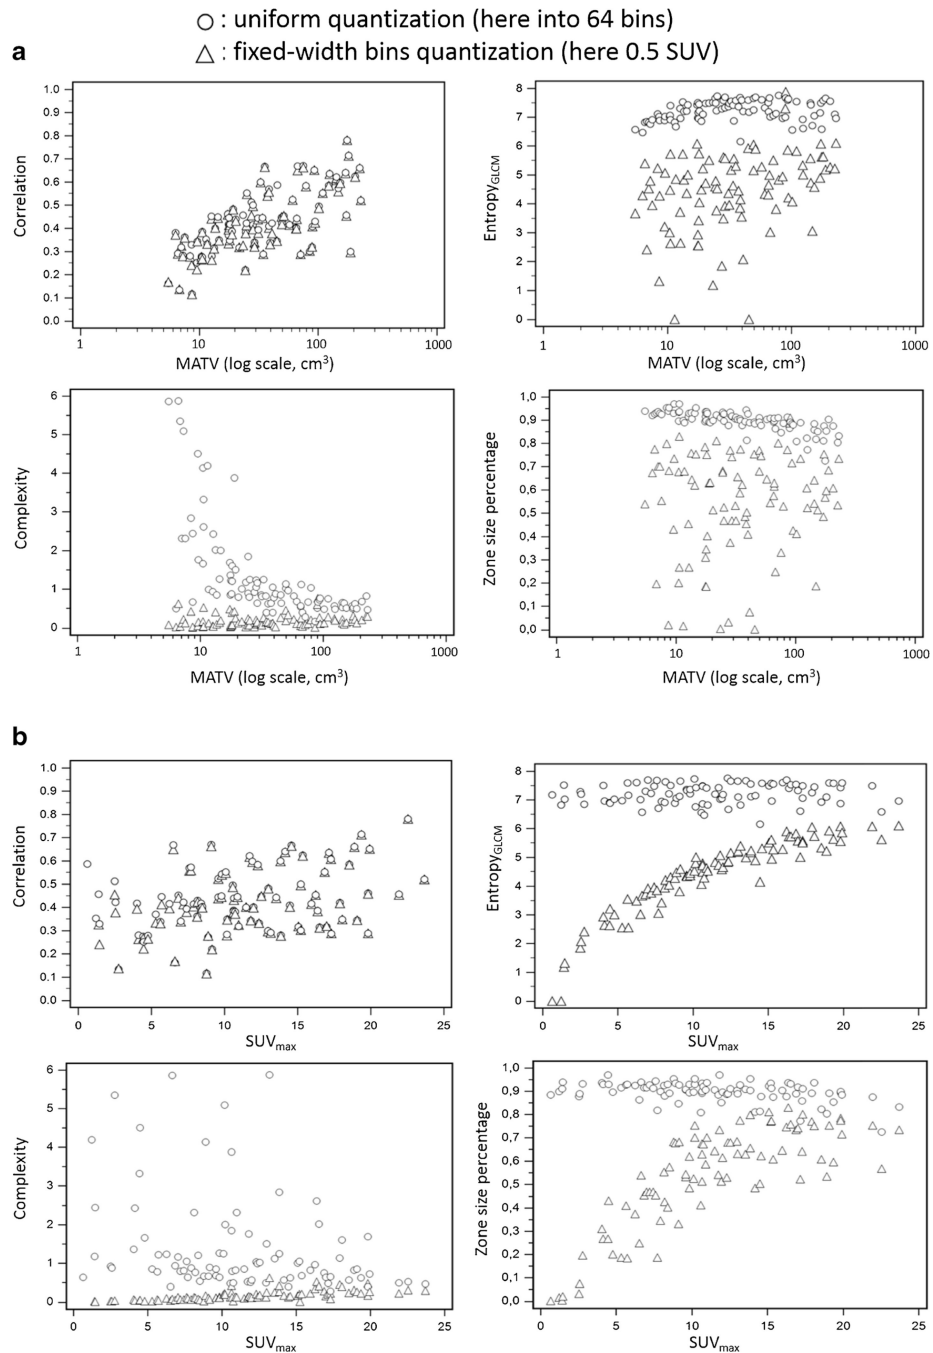 ○ : uniform quantization (here into 64 bins)
a
△ : fixed-width bins quantization (here 0.5 SUV)
Correlation
1.0
0.9
0.8
0.7
0.6
0.5
0.4
0.3
0.2
0.1
0.0
1 10 100 1000
MATV (log scale, cm³)
EntropyGLCM
8
7
6
5
4
3
2
1
0
1 10 100 1000
MATV (log scale, cm³)
Complexity
6
5
4
3
2
1
0
1 10 100 1000
MATV (log scale, cm³)
Zone size percentage
1,0
0,9
0,8
0,7
0,6
0,5
0,4
0,3
0,2
0,1
0,0
1 10 100 1000
MATV (log scale, cm³)
b
Correlation
1.0
0.9
0.8
0.7
0.6
0.5
0.4
0.3
0.2
0.1
0.0
0 5 10 15 20 25
SUVmax
EntropyGLCM
8
7
6
5
4
3
2
1
0
0 5 10 15 20 25
SUVmax
Complexity
6
5
4
3
2
1
0
0 5 10 15 20 25
SUVmax
Zone size percentage
1,0
0,9
0,8
0,7
0,6
0,5
0,4
0,3
0,2
0,1
0,0
0 5 10 15 20 25
SUVmax